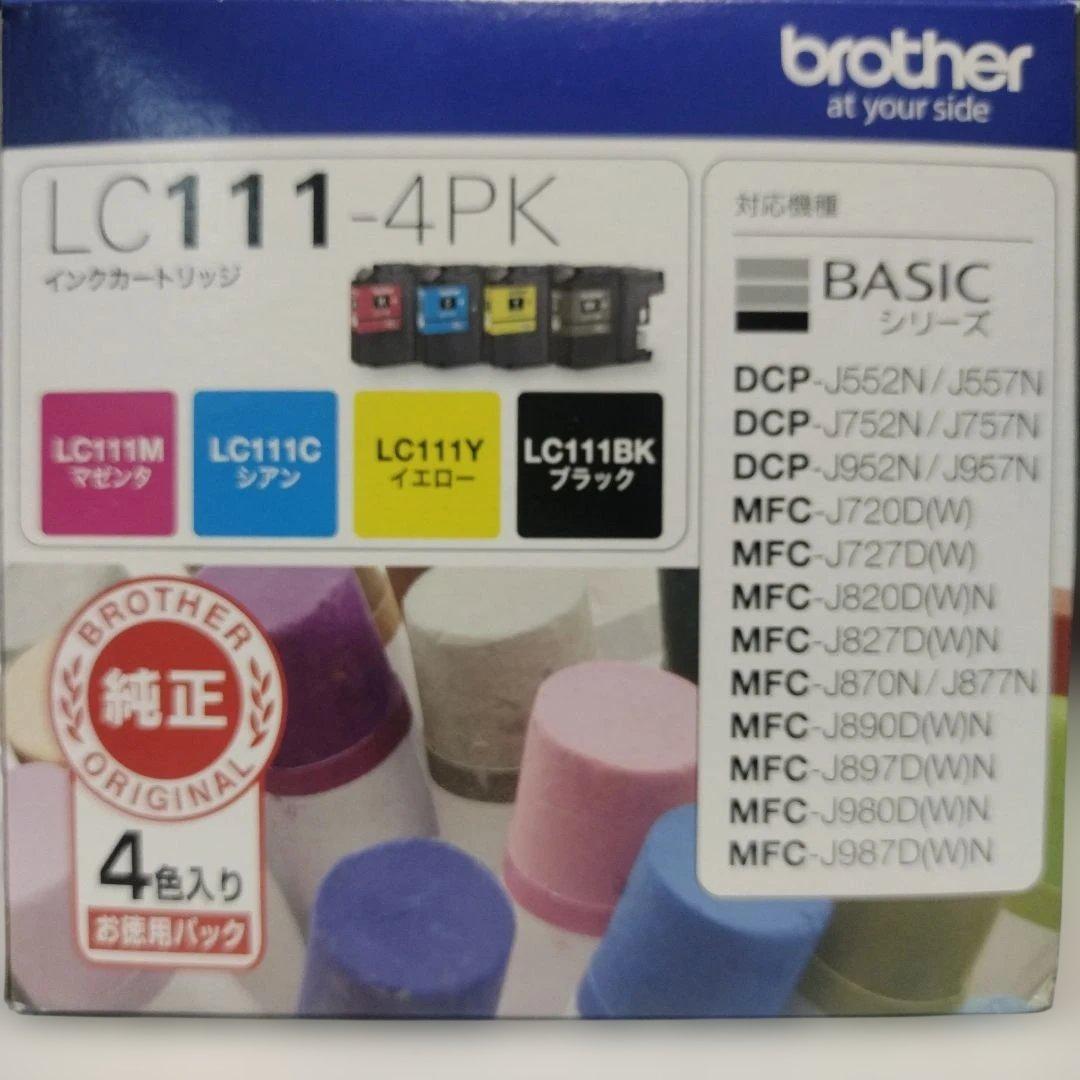 brother
at your side
LC111-4PK
インクカートリッジ
LC111M
マゼンタ
LC111C
シアン
LC111Y
イエロー
LC111BK
ブラック
対応機種
BASIC
シリーズ
DCP-J552N/J557N
DCP-J752N/J757N
DCP-J952N/J957N
MFC-J720D(W)
MFC-J727D(W)
MFC-J820D(W)N
MFC-J827D(W)N
MFC-J870N/J877N
MFC-J890D(W)N
MFC-J897D(W)N
MFC-J980D(W)N
MFC-J987D(W)N
BROTHER
純正
ORIGINAL
4色入り
お徳用パック